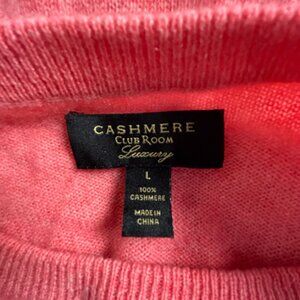 CASHMERE
CLUB ROOM
Luxury
L
100%
CASHMERE
MADE IN
CHINA